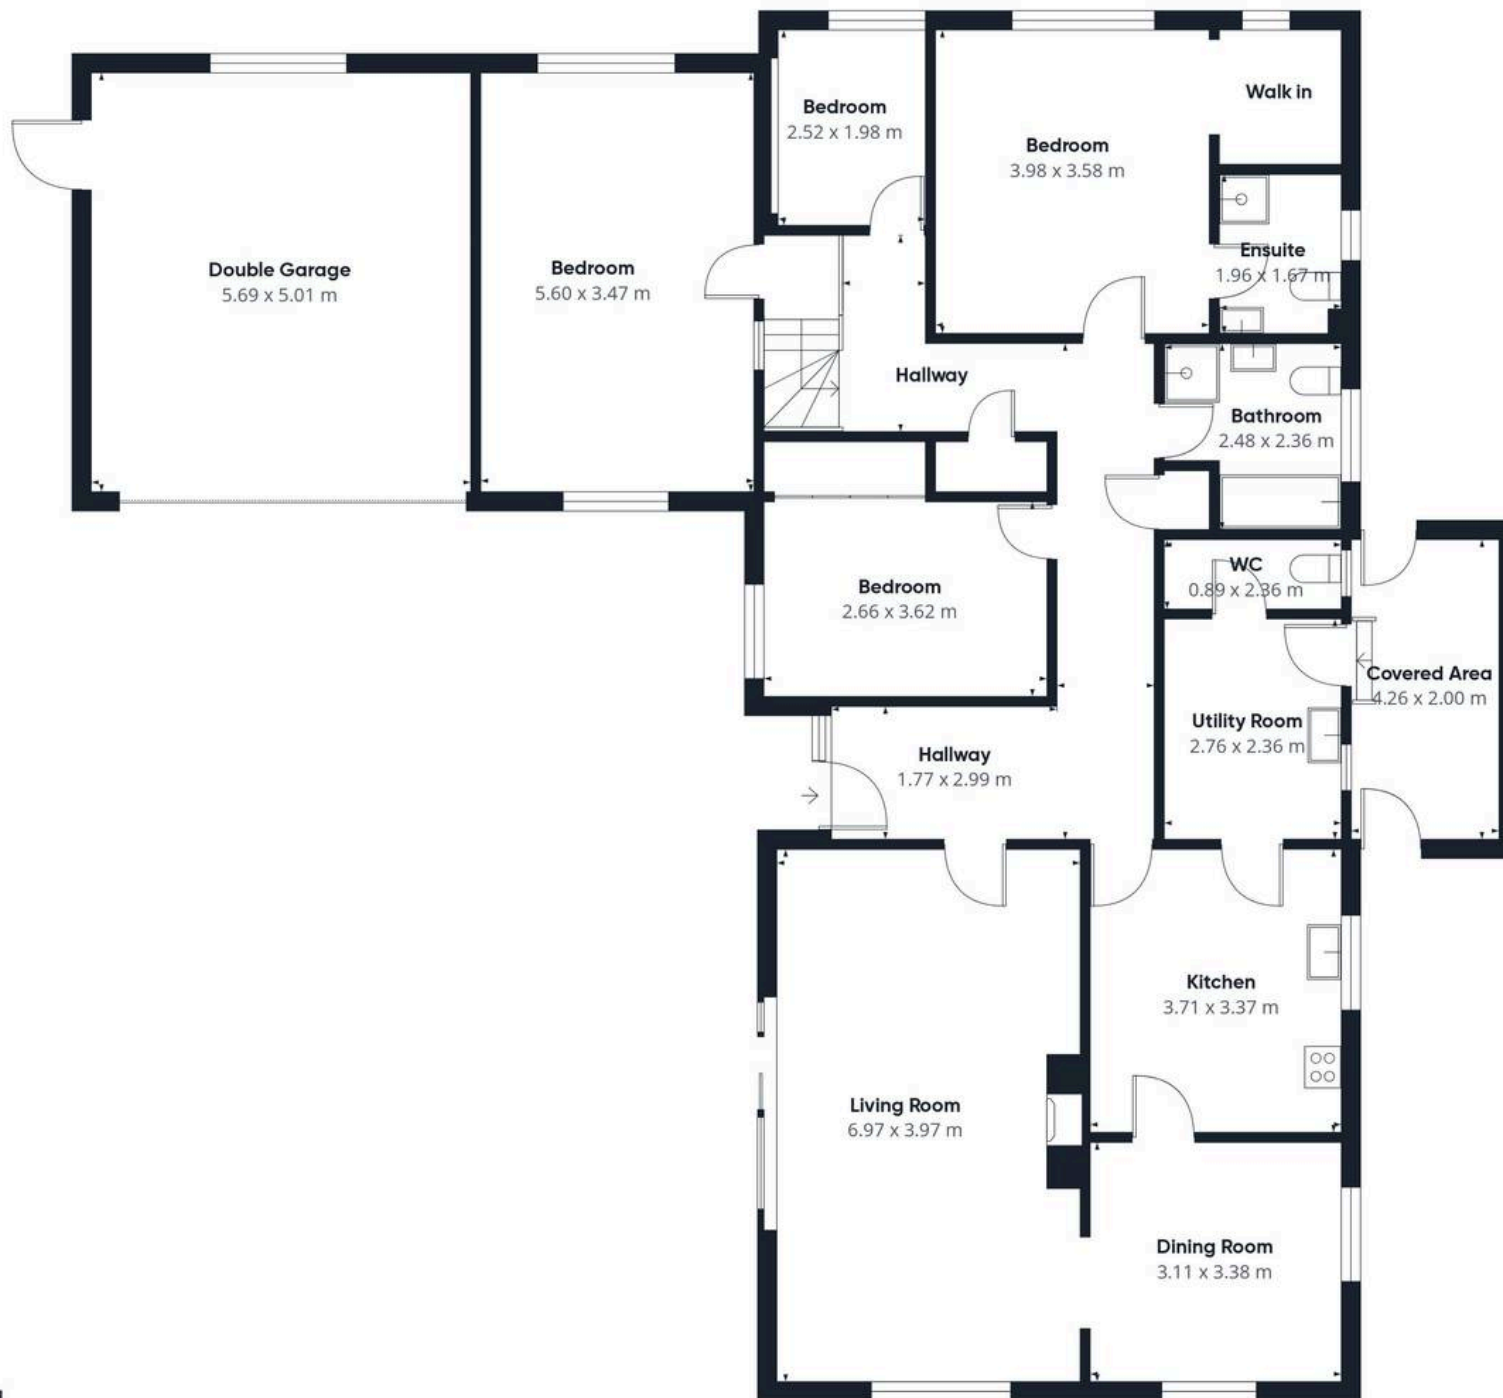 Bedroom
2.52 x 1.98 m
Walk in
Bedroom
3.98 x 3.58 m
Double Garage
5.69 x 5.01 m
Bedroom
5.60 x 3.47 m
Ensuite
1.96 x 1.67 m
Hallway
Bathroom
2.48 x 2.36 m
WC
0.89 x 2.36 m
Bedroom
2.66 x 3.62 m
Covered Area
4.26 x 2.00 m
Utility Room
2.76 x 2.36 m
Hallway
1.77 x 2.99 m
Kitchen
3.71 x 3.37 m
Living Room
6.97 x 3.97 m
Dining Room
3.11 x 3.38 m